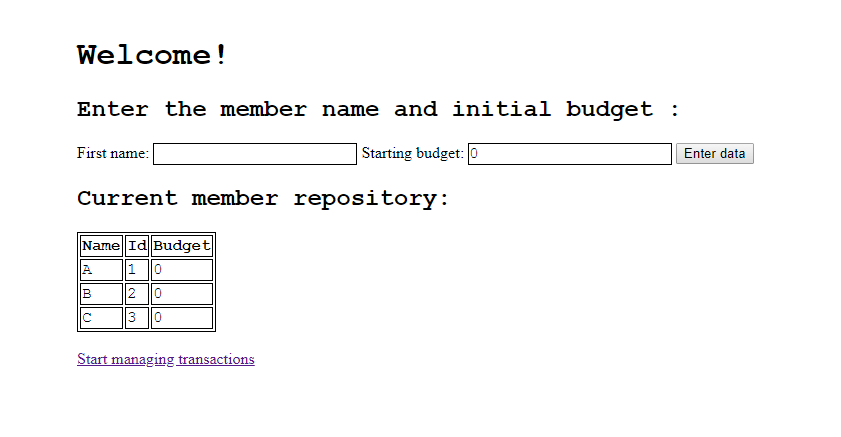 Welcome!
Enter the member name and initial budget :
First name: Starting budget: 0 Enter data
Current member repository:
Name Id Budget
A 1 0
B 2 0
C 3 0
Start managing transactions